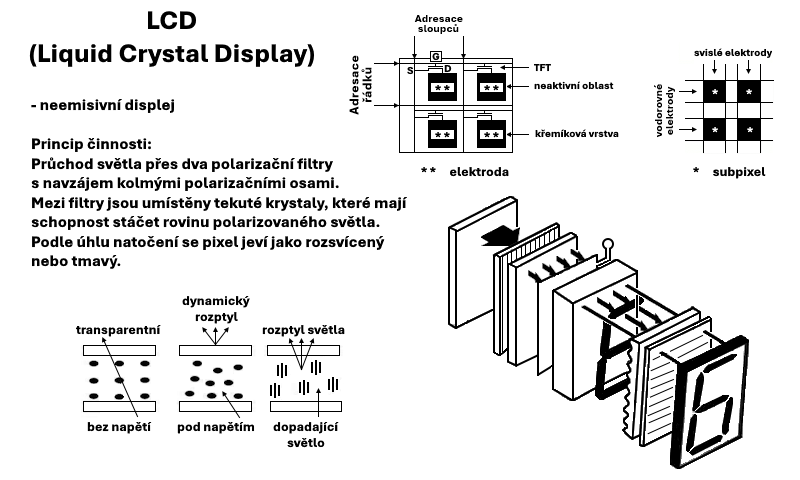 LCD
(Liquid Crystal Display)
- neemisivní displej
Princip činnosti:
Průchod světla přes dva polarizační filtry
s navzájem kolmými polarizačními osami.
Mezi filtry jsou umístěny tekuté krystaly, které mají
schopnost stáčet rovinu polarizovaného světla.
Podle úhlu natočení se pixel jeví jako rozsvícený
nebo tmavý.
Adresace
sloupců
Adresace
řádků
G
S
D
TFT
neaktivní oblast
křemíková vrstva
* *
* *
* *
* *
* * elektroda
svislé elektrody
vodorovné
elektrody
*
*
*
*
* subpixel
dynamický
rozptyl
transparentní
rozptyl světla
bez napětí
pod napětím
dopadající
světlo